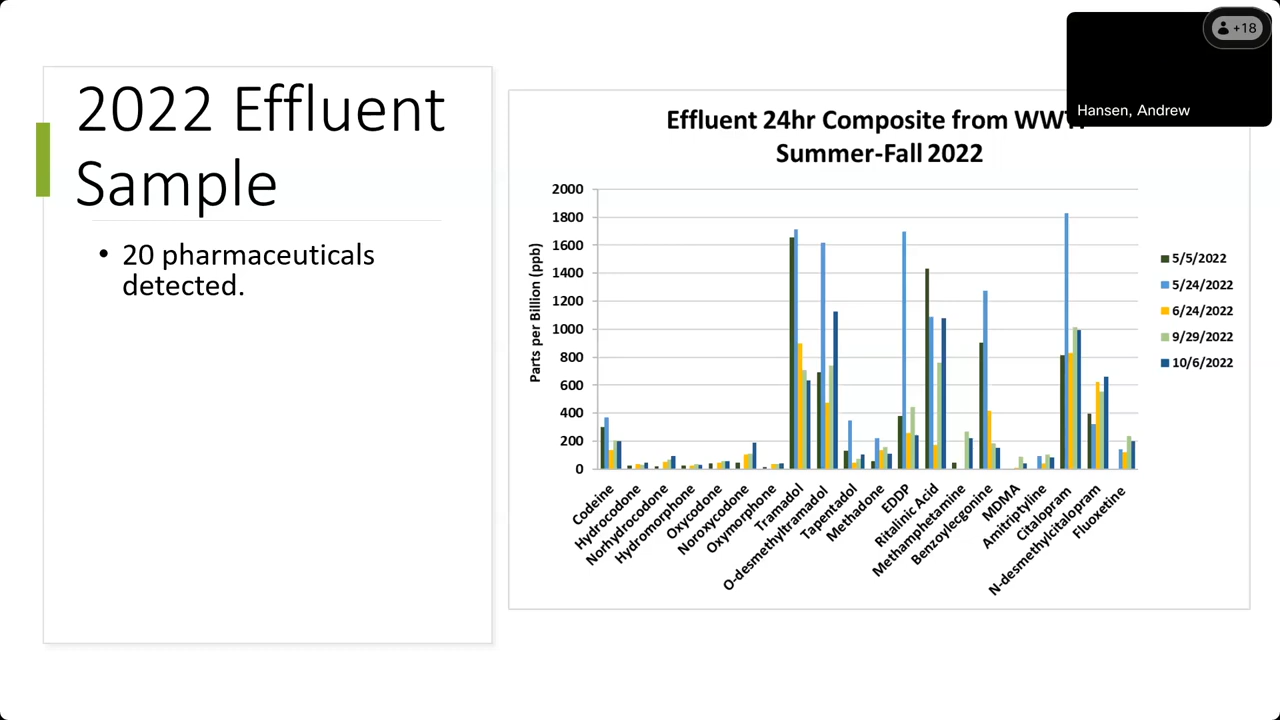 +18
Hansen, Andrew
2022 Effluent
Sample
• 20 pharmaceuticals
detected.
Effluent 24hr Composite from
Summer-Fall 2022
Parts per Billion (ppb)
2000
1800
1600
1400
1200
1000
800
600
400
200
0
Codeine
Hydrocodone
Norhydrocodone
Hydromorphone
Oxycodone
Noroxycodone
Oxymorphone
Tramadol
O-desmethyltramadol
Tapentadol
Methadone
EDDP
Ritalinic Acid
Methamphetamine
Benzoylecgonine
MDMA
Amitriptyline
Citalopram
N-desmethylcitalopram
Fluoxetine
5/5/2022
5/24/2022
6/24/2022
9/29/2022
10/6/2022